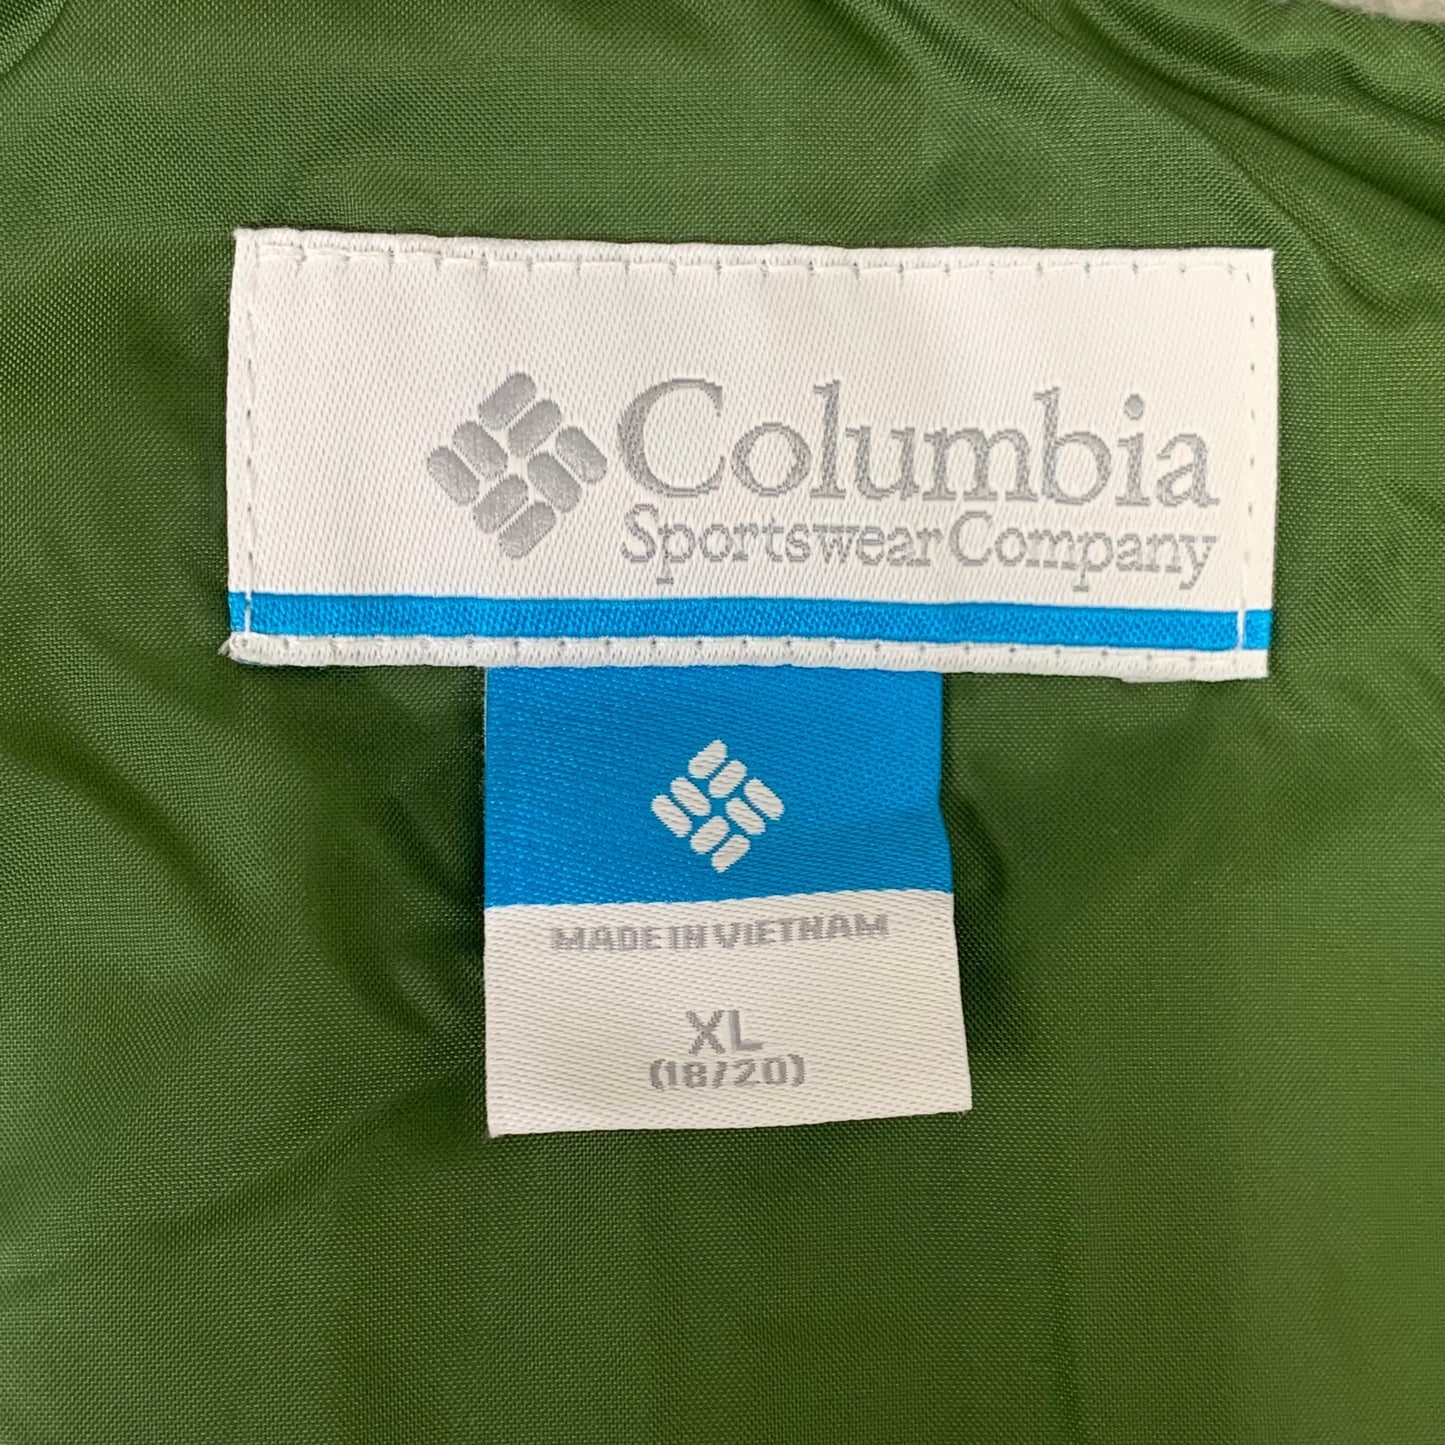 Columbia
Sportswear Company
MADE IN VIETNAM
XL
(18/20)